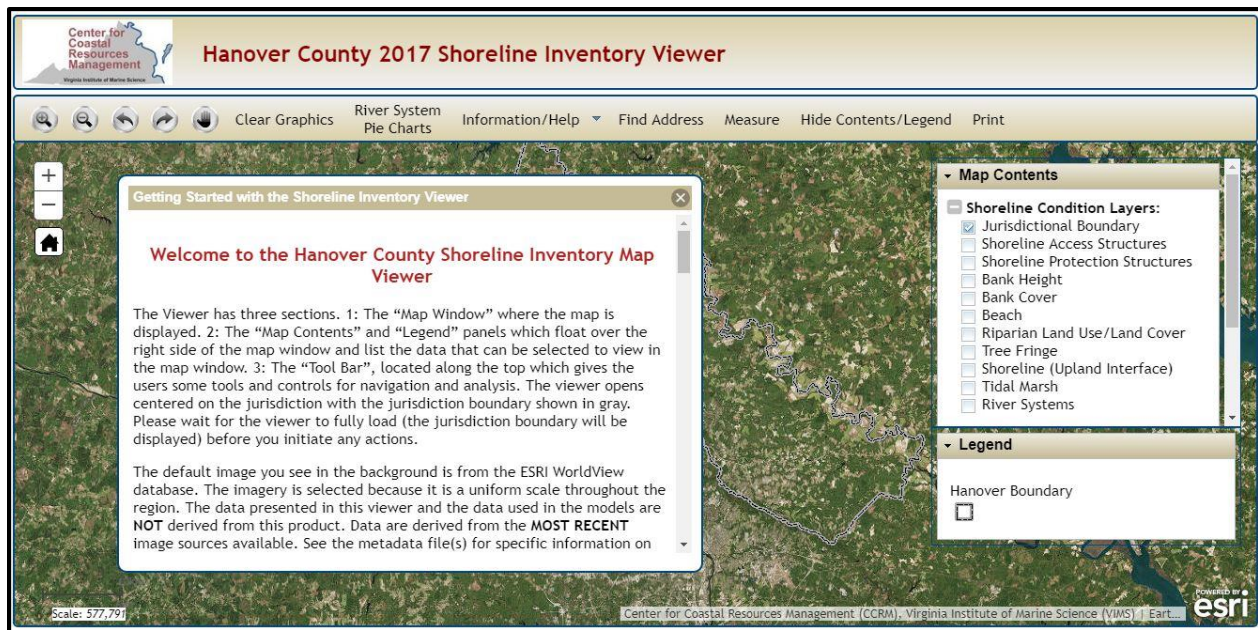 Center for
Coastal
Resources
Management
Virginia Institute of Marine Science
Hanover County 2017 Shoreline Inventory Viewer
Clear Graphics
River System
Pie Charts
Information/Help
Find Address
Measure
Hide Contents/Legend
Print
+
−
Getting Started with the Shoreline Inventory Viewer
Welcome to the Hanover County Shoreline Inventory Map
Viewer
The Viewer has three sections. 1: The “Map Window” where the map is
displayed. 2: The “Map Contents” and “Legend” panels which float over the
right side of the map window and list the data that can be selected to view in
the map window. 3: The “Tool Bar”, located along the top which gives the
users some tools and controls for navigation and analysis. The viewer opens
centered on the jurisdiction with the jurisdiction boundary shown in gray.
Please wait for the viewer to fully load (the jurisdiction boundary will be
displayed) before you initiate any actions.
The default image you see in the background is from the ESRI WorldView
database. The imagery is selected because it is a uniform scale throughout the
region. The data presented in this viewer and the data used in the models are
NOT derived from this product. Data are derived from the MOST RECENT
image sources available. See the metadata file(s) for specific information on
Map Contents
Shoreline Condition Layers:
Jurisdictional Boundary
Shoreline Access Structures
Shoreline Protection Structures
Bank Height
Bank Cover
Beach
Riparian Land Use/Land Cover
Tree Fringe
Shoreline (Upland Interface)
Tidal Marsh
River Systems
Legend
Hanover Boundary
Scale: 577,791
Center for Coastal Resources Management (CCRM), Virginia Institute of Marine Science (VIMS) | Eart...
POWERED BY
esri